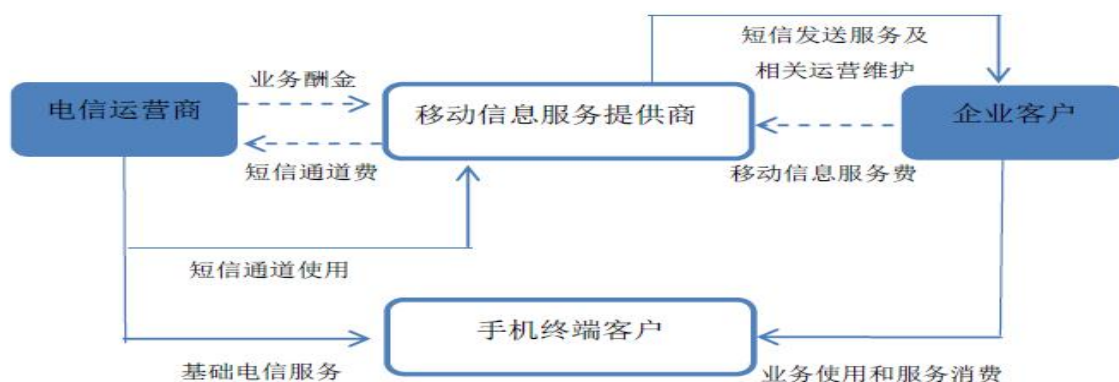 短信发送服务及
相关运营维护
业务酬金
电信运营商
移动信息服务提供商
企业客户
短信通道费
移动信息服务费
短信通道使用
手机终端客户
基础电信服务
业务使用和服务消费